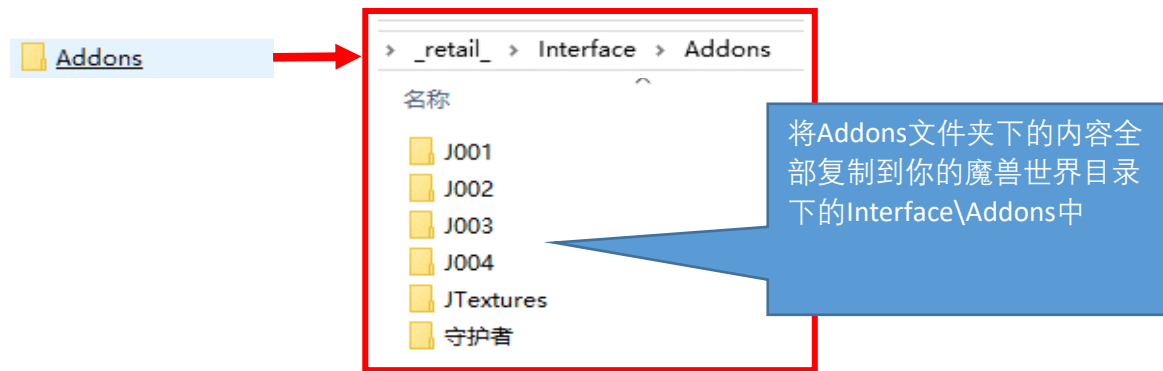 Addons
> _retail_ > Interface > Addons
名称
J001
J002
J003
J004
JTextures
守护者
将Addons文件夹下的内容全
部复制到你的魔兽世界目录
下的Interface\Addons中